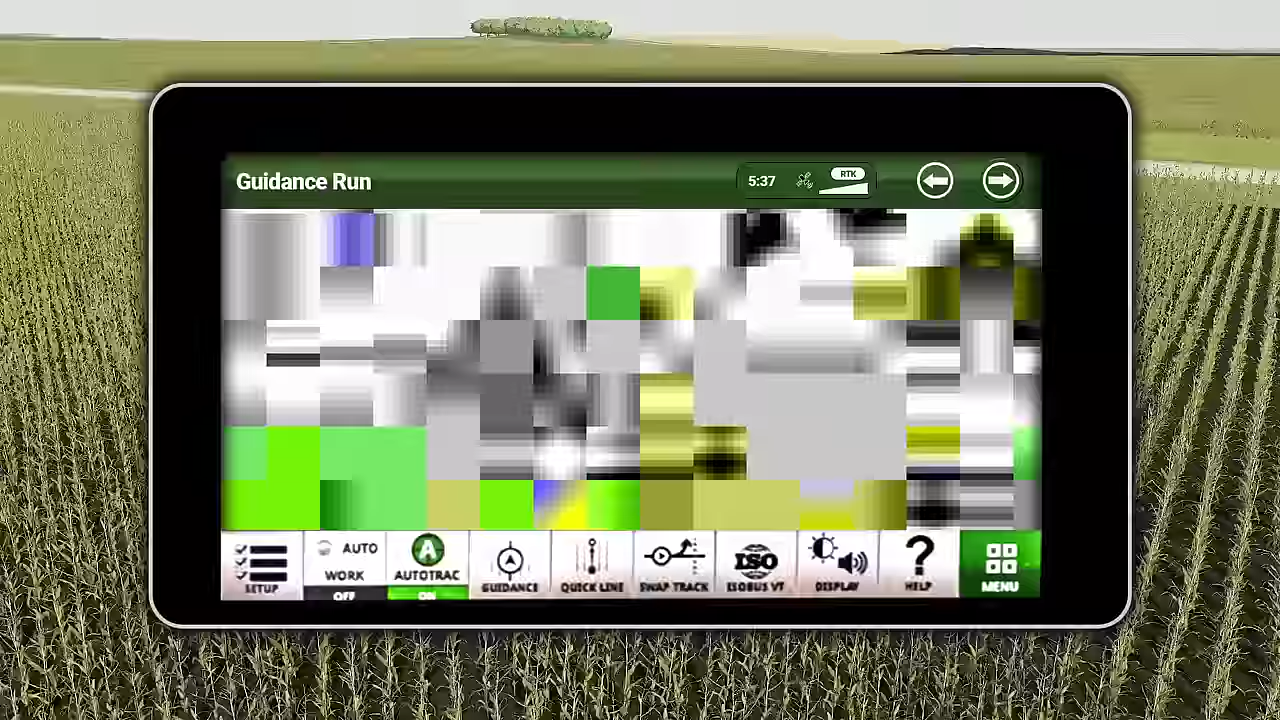 Guidance Run
5:37
RTK
AUTO
WORK
OFF
SETUP
AUTOTRAC
ON
GUIDANCE
QUICK LINE
SWAP TRACK
ISO
ISOBUS VT
DISPLAY
?
HELP
MENU